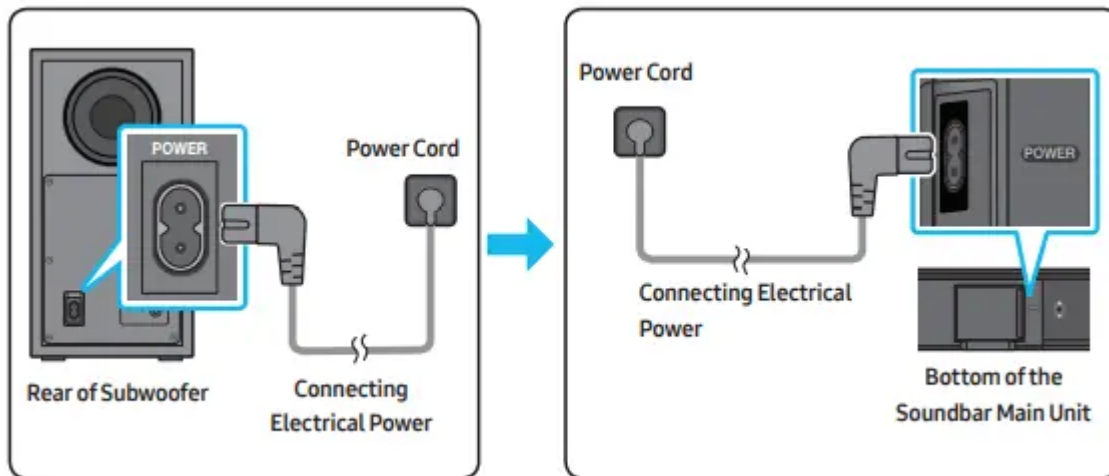 POWER
Power Cord
Rear of Subwoofer
Connecting
Electrical Power
Power Cord
POWER
Connecting Electrical
Power
Bottom of the
Soundbar Main Unit